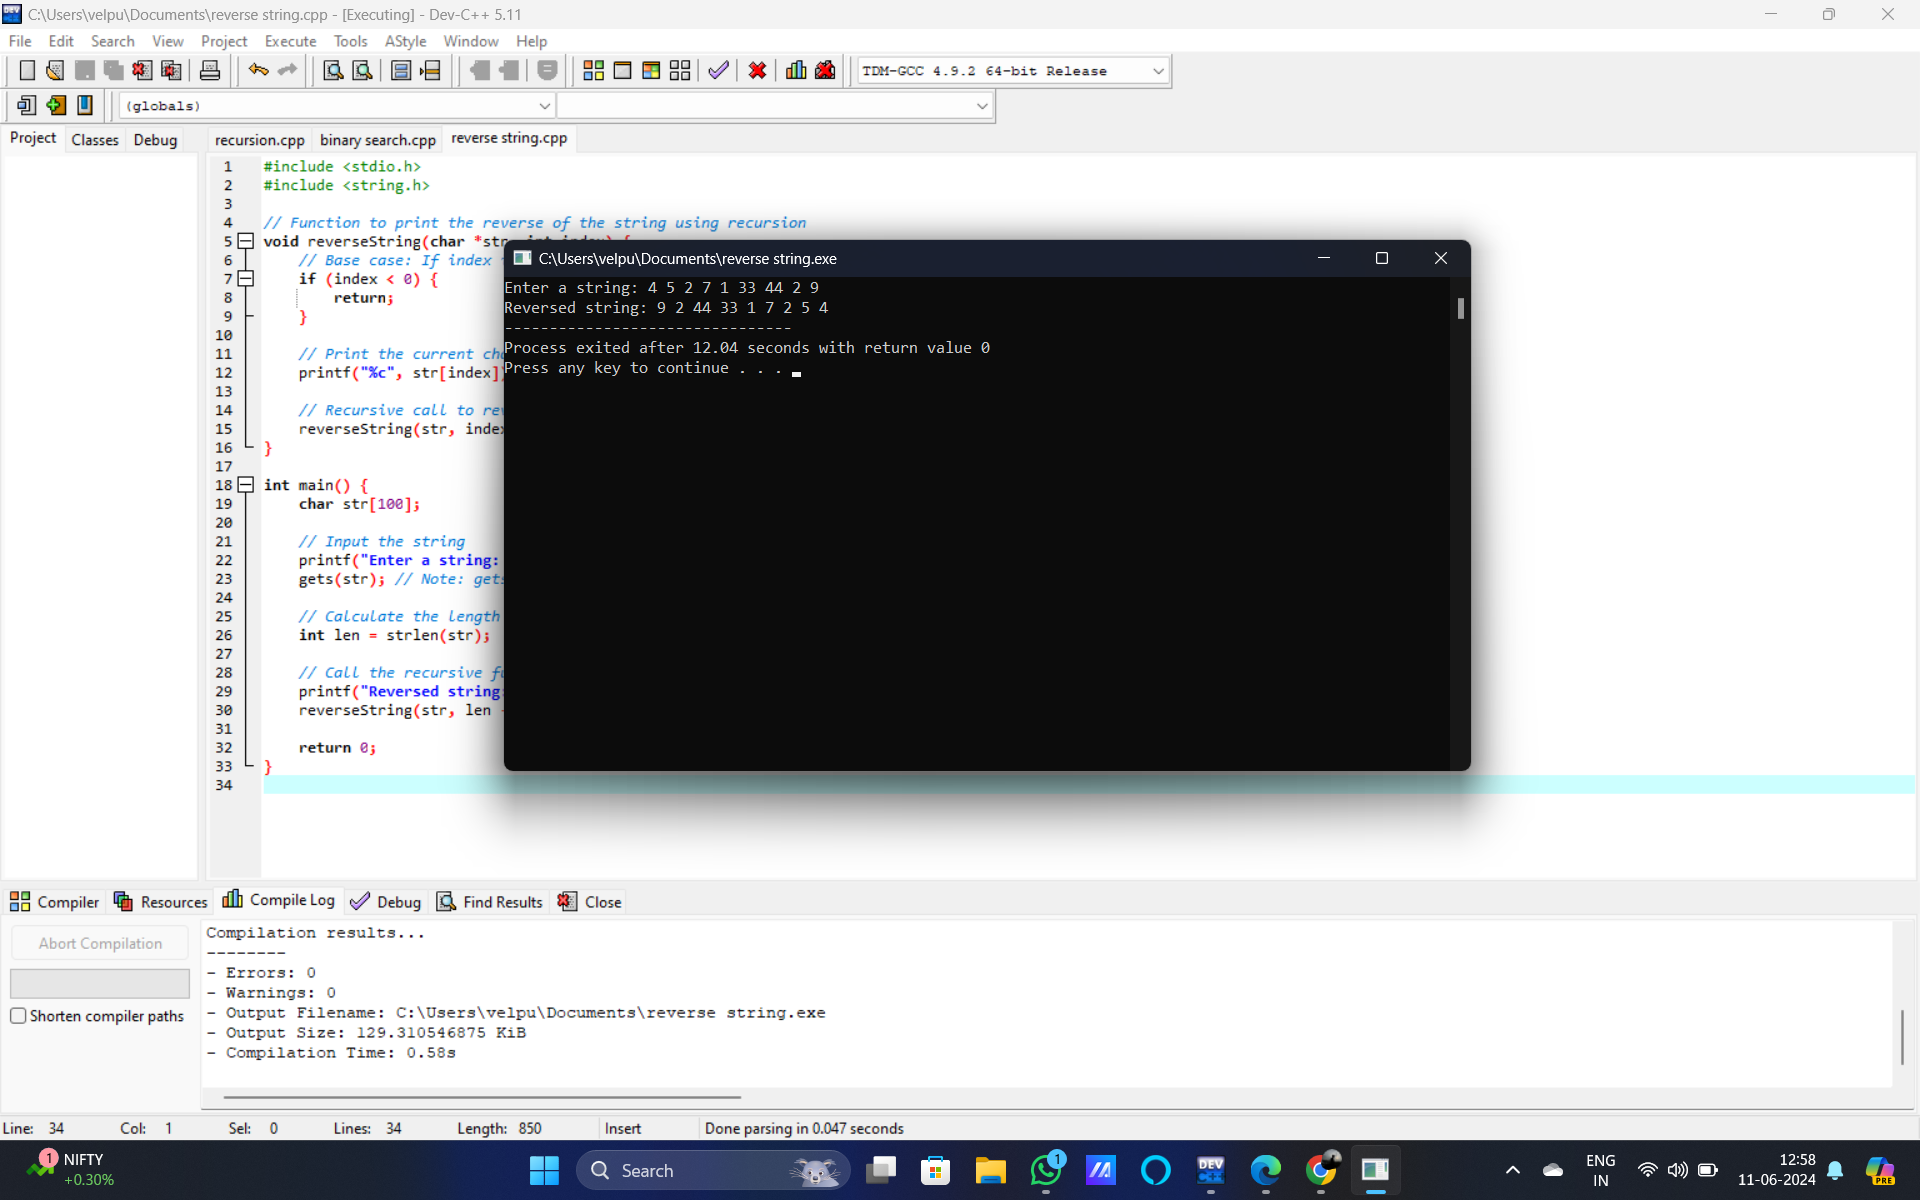 C:\Users\velpu\Documents\reverse string.cpp - [Executing] - Dev-C++ 5.11
File Edit Search View Project Execute Tools AStyle Window Help
TDM-GCC 4.9.2 64-bit Release
(globals)
Project Classes Debug
recursion.cpp binary search.cpp reverse string.cpp
1 #include <stdio.h>
2 #include <string.h>
3
4 // Function to print the reverse of the string using recursion
5 void reverseString(char *str, int index) {
6 // Base case: If index
7 if (index < 0) {
8 return;
9 }
10
11 // Print the current ch
12 printf("%c", str[index])
13
14 // Recursive call to re
15 reverseString(str, inde
16 }
17
18 int main() {
19 char str[100];
20
21 // Input the string
22 printf("Enter a string:
23 gets(str); // Note: get
24
25 // Calculate the length
26 int len = strlen(str);
27
28 // Call the recursive f
29 printf("Reversed string
30 reverseString(str, len
31
32 return 0;
33 }
34
C:\Users\velpu\Documents\reverse string.exe
Enter a string: 4 5 2 7 1 33 44 2 9
Reversed string: 9 2 44 33 1 7 2 5 4
--------------------------------
Process exited after 12.04 seconds with return value 0
Press any key to continue . . .
Compiler Resources Compile Log Debug Find Results Close
Abort Compilation
Shorten compiler paths
Compilation results...
--------
- Errors: 0
- Warnings: 0
- Output Filename: C:\Users\velpu\Documents\reverse string.exe
- Output Size: 129.310546875 KiB
- Compilation Time: 0.58s
Line: 34 Col: 1 Sel: 0 Lines: 34 Length: 850 Insert Done parsing in 0.047 seconds
1
NIFTY
+0.30%
Search
1
DEV
C++
ENG
IN
12:58
11-06-2024
PRE